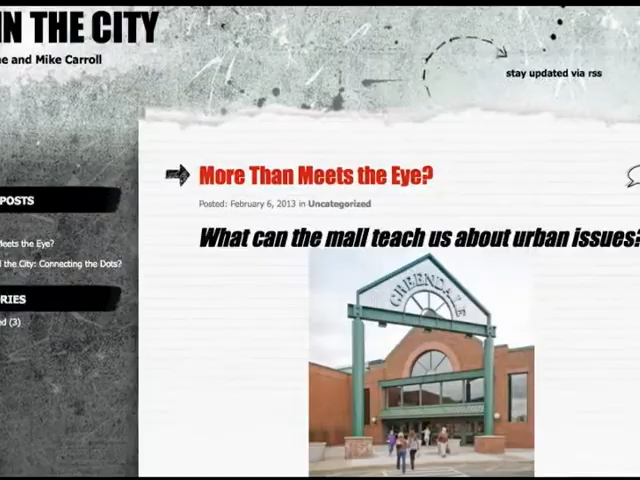 IN THE CITY
ee and Mike Carroll
stay updated via rss
More Than Meets the Eye?
POSTS
Posted: February 6, 2013 in Uncategorized
What can the mall teach us about urban issues?
Meets the Eye?
d the City: Connecting the Dots?
GREENDALE
RIES
ed (3)